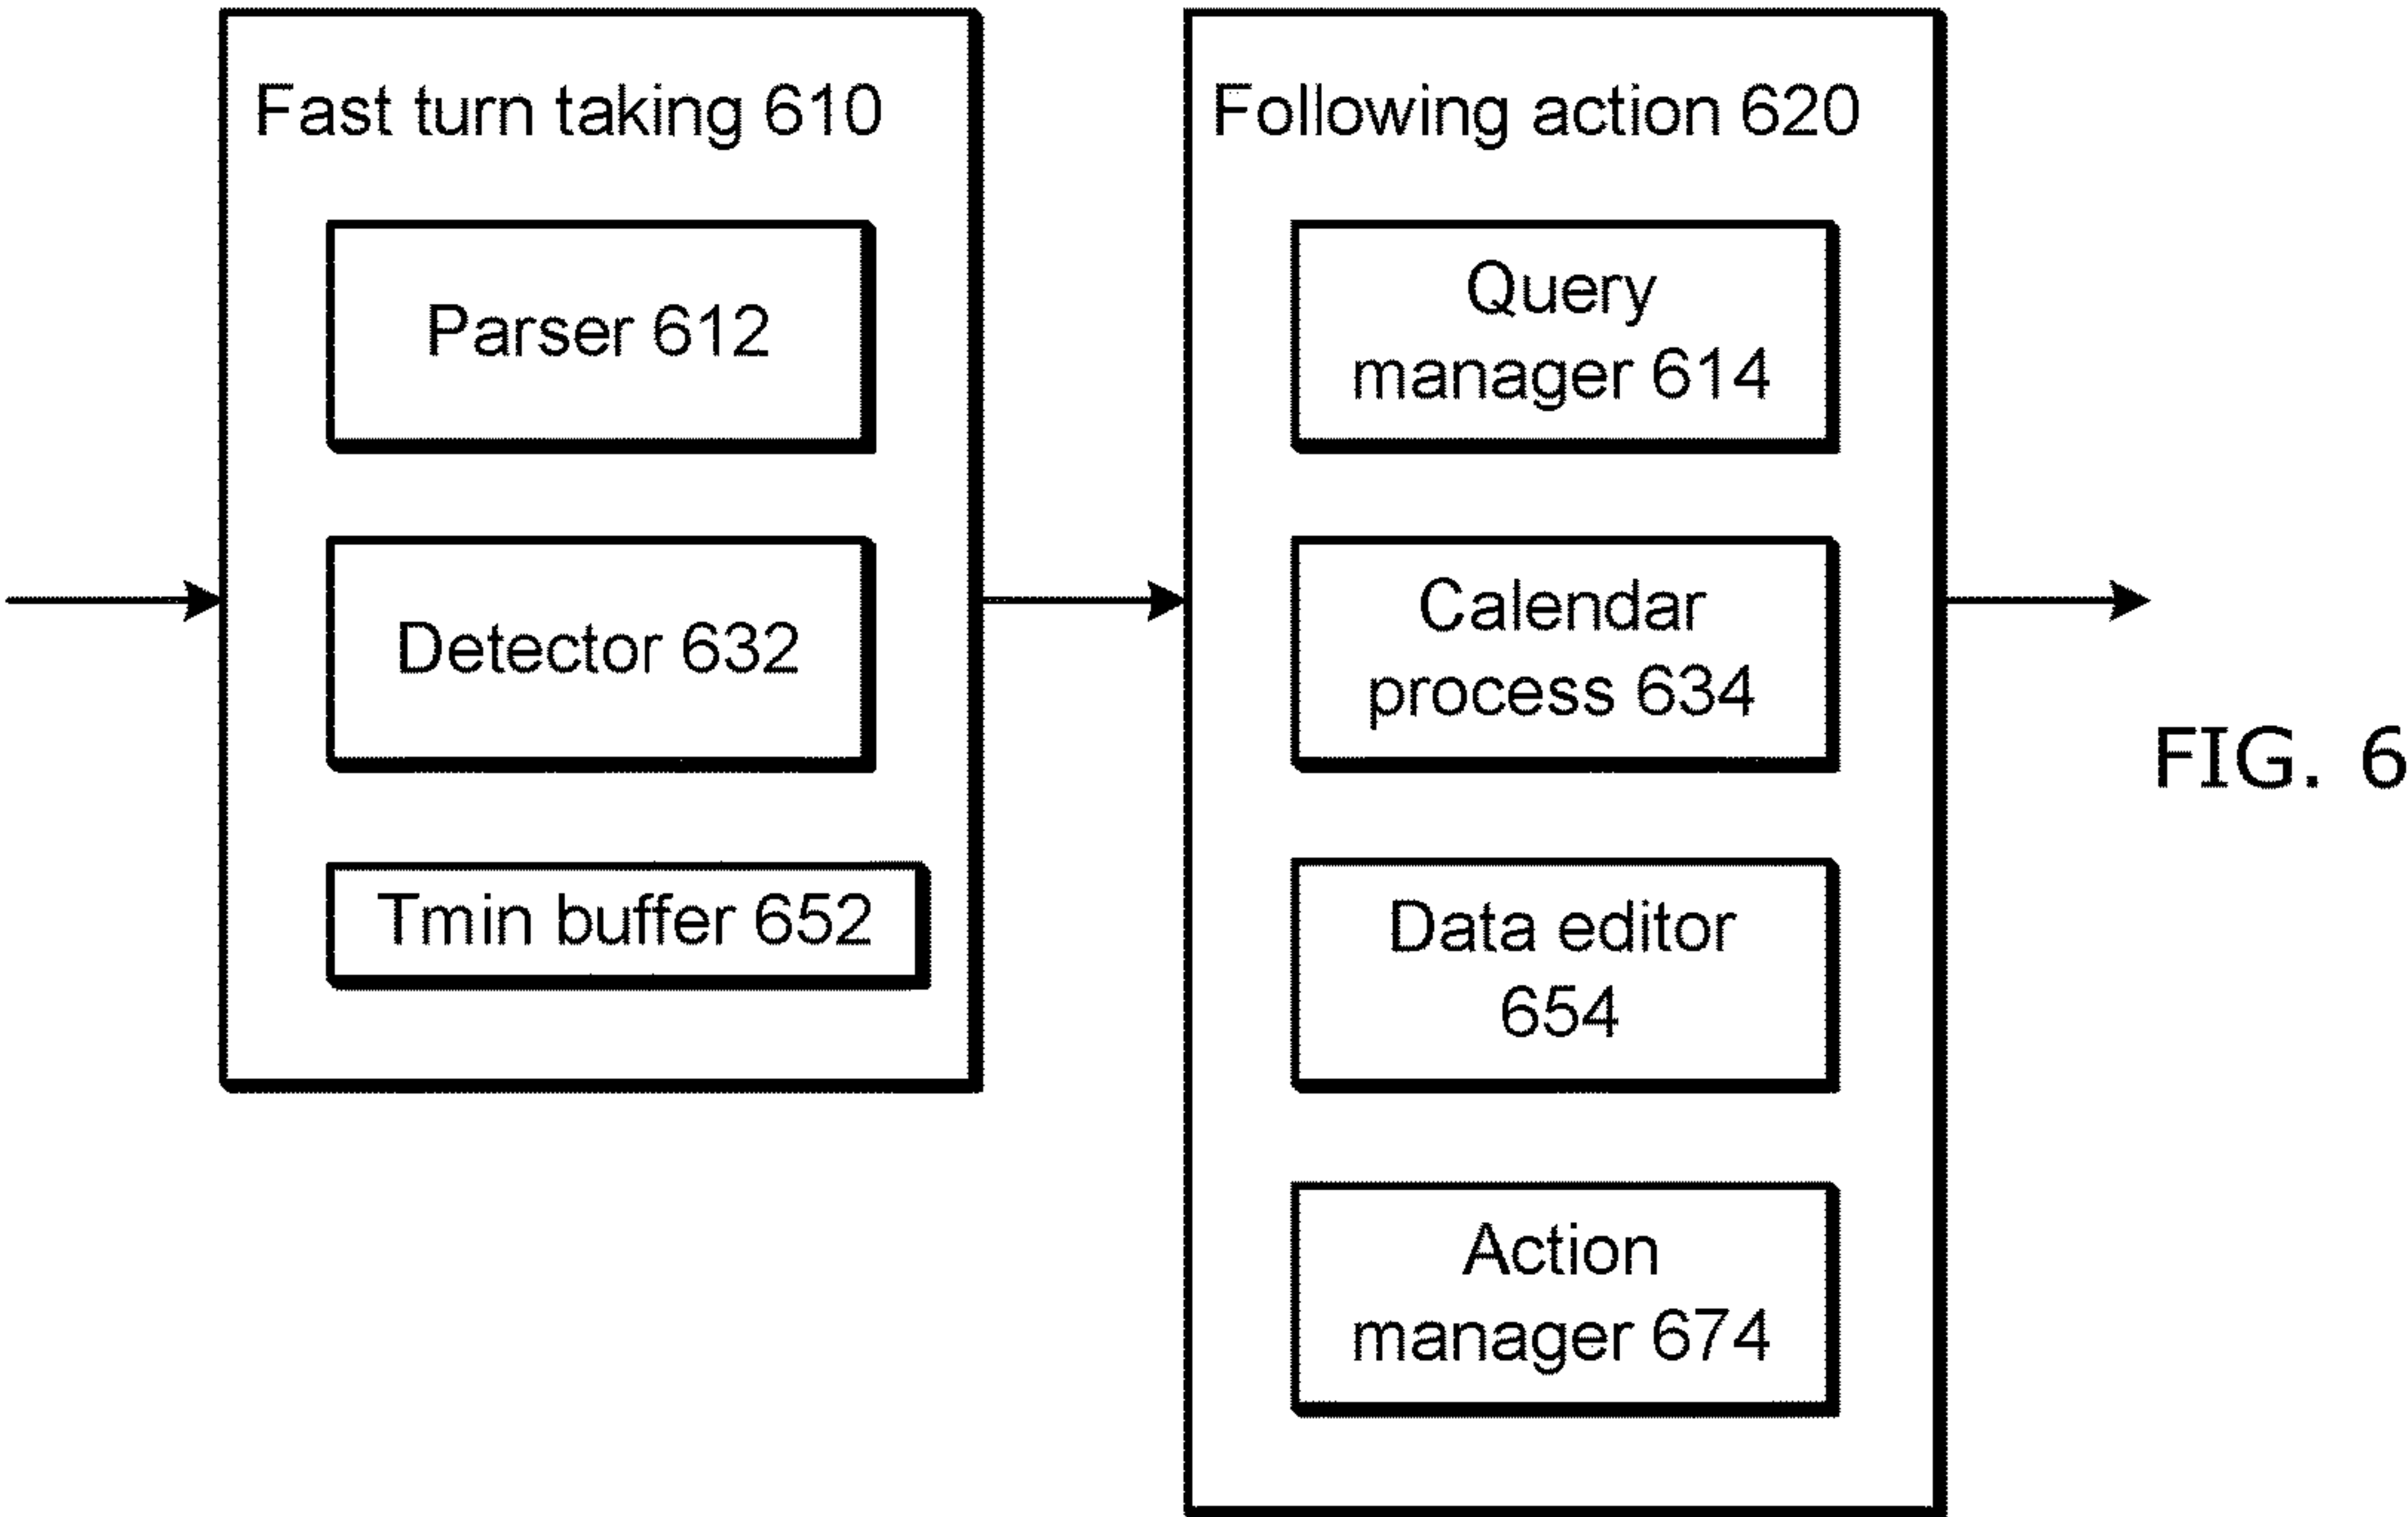 Fast turn taking 610
Parser 612
Detector 632
Tmin buffer 652
Following action 620
Query
manager 614
Calendar
process 634
Data editor
654
Action
manager 674
FIG. 6